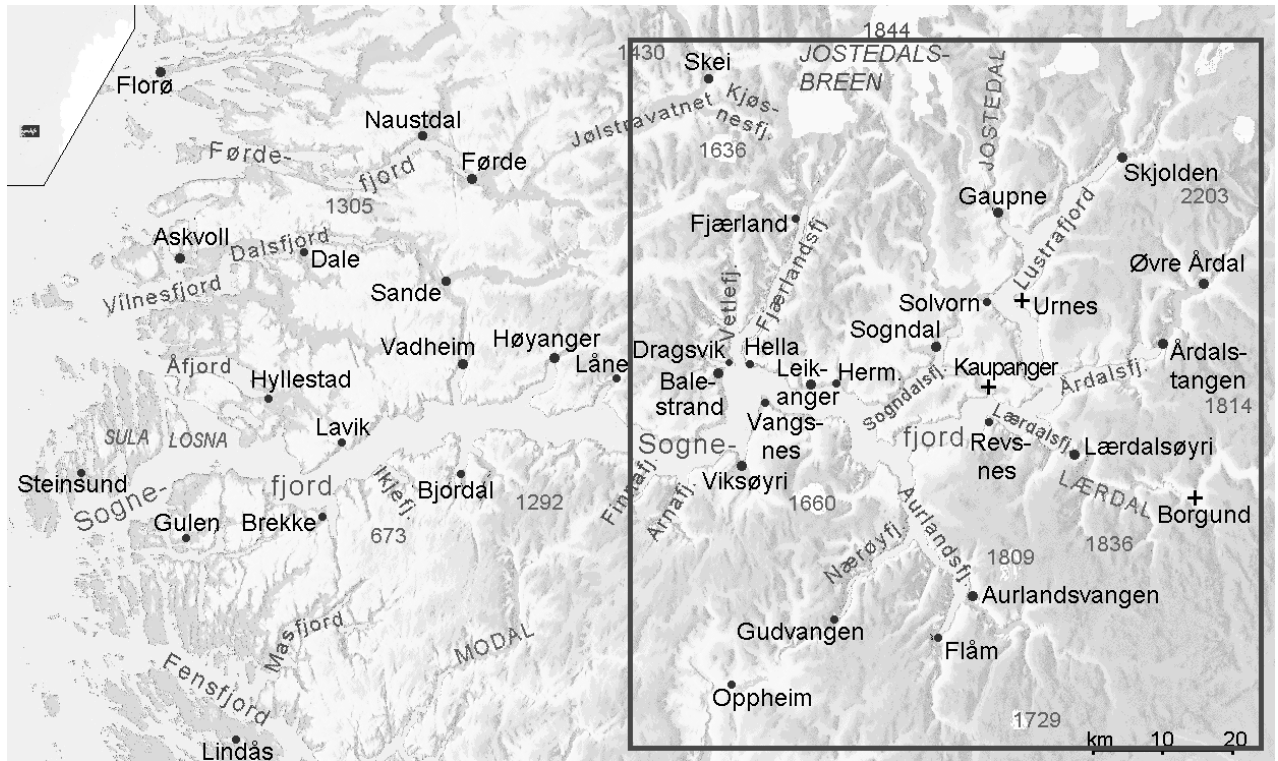 1844
1430
Skei
JOSTEDALS-
BREEN
Florø
Naustdal
Kjøs-
nesfj.
Jølstravatnet
JOSTEDAL
Førde-
fjord
Førde
1636
Skjolden
2203
1305
Gaupne
Fjærland
Fjærlandsfj.
Lustrafjord
Askvoll
Dalsfjord
Dale
Øvre Årdal
Vilnesfjord
Sande
Vetlefj.
Solvorn
Urnes
Sogndal
Vadheim
Høyanger
Dragsvik
Hella
Låne
Bale-
strand
Leik-
anger
Herm.
Kaupanger
Årdals-
tangen
Årdalsfj.
Åfjord
Hyllestad
Sogndalsfj.
1814
Lavik
Vangs-
nes
Lærdalsfj.
SULA
LOSNA
Sogne-
fjord
Revs-
nes
Lærdalsøyri
Steinsund
Sogne-
fjord
Ikjefj.
Bjordal
Viksøyri
LÆRDAL
1292
Finnafj.
Arnafj.
1660
Aurlandsfj.
Borgund
Gulen
Brekke
673
1836
Nærøyfj.
1809
Aurlandsvangen
Masfjord
MODAL
Gudvangen
Flåm
Fensfjord
Oppheim
1729
Lindås
km 10 20